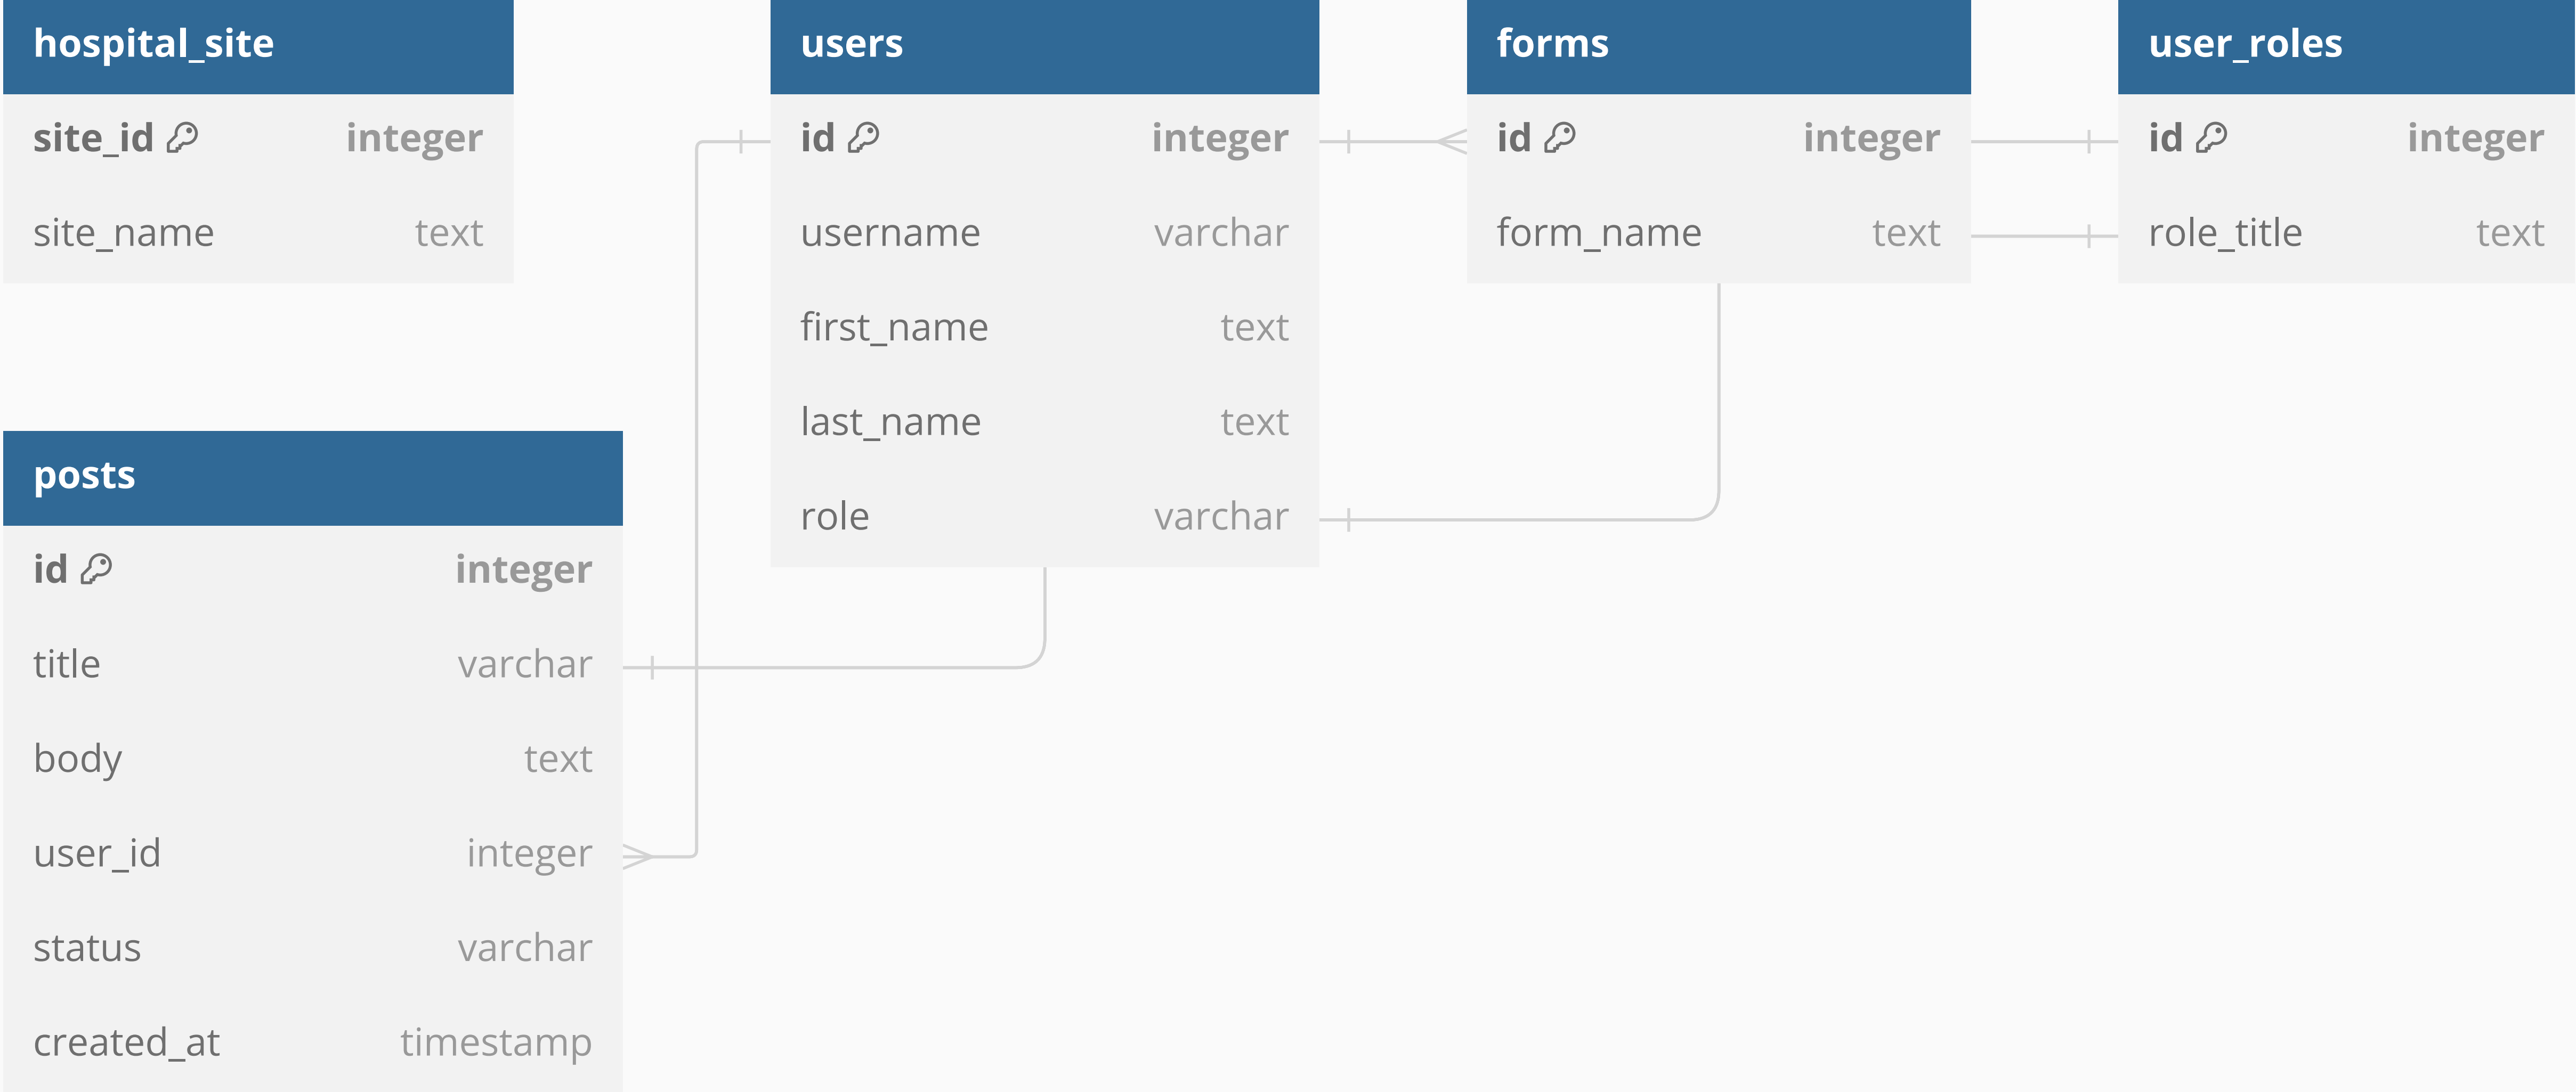 hospital_site
site_id integer
site_name text
users
id integer
username varchar
first_name text
last_name text
role varchar
forms
id integer
form_name text
user_roles
id integer
role_title text
posts
id integer
title varchar
body text
user_id integer
status varchar
created_at timestamp